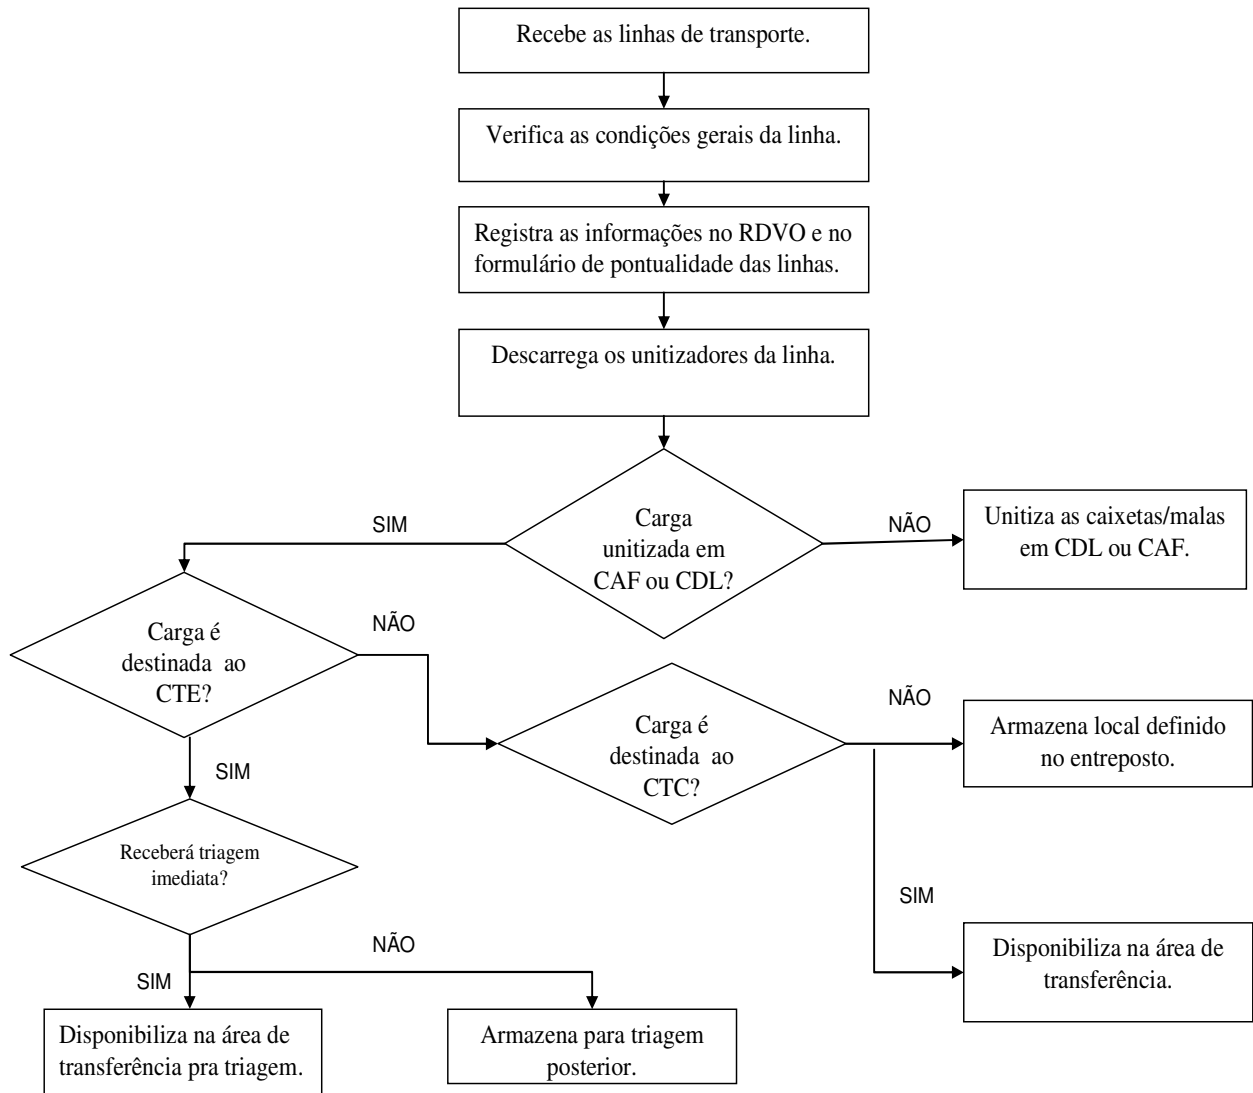 Recebe as linhas de transporte.
Verifica as condições gerais da linha.
Registra as informações no RDVO e no
formulário de pontualidade das linhas.
Descarrega os unitizadores da linha.
Carga
unitizada em
CAF ou CDL?
SIM
NÃO
Unitiza as caixetas/malas
em CDL ou CAF.
Carga é
destinada ao
CTE?
NÃO
SIM
Carga é
destinada ao
CTC?
NÃO
Armazena local definido
no entreposto.
SIM
Disponibiliza na área de
transferência.
Receberá triagem
imediata?
NÃO
SIM
Disponibiliza na área de
transferência pra triagem.
Armazena para triagem
posterior.